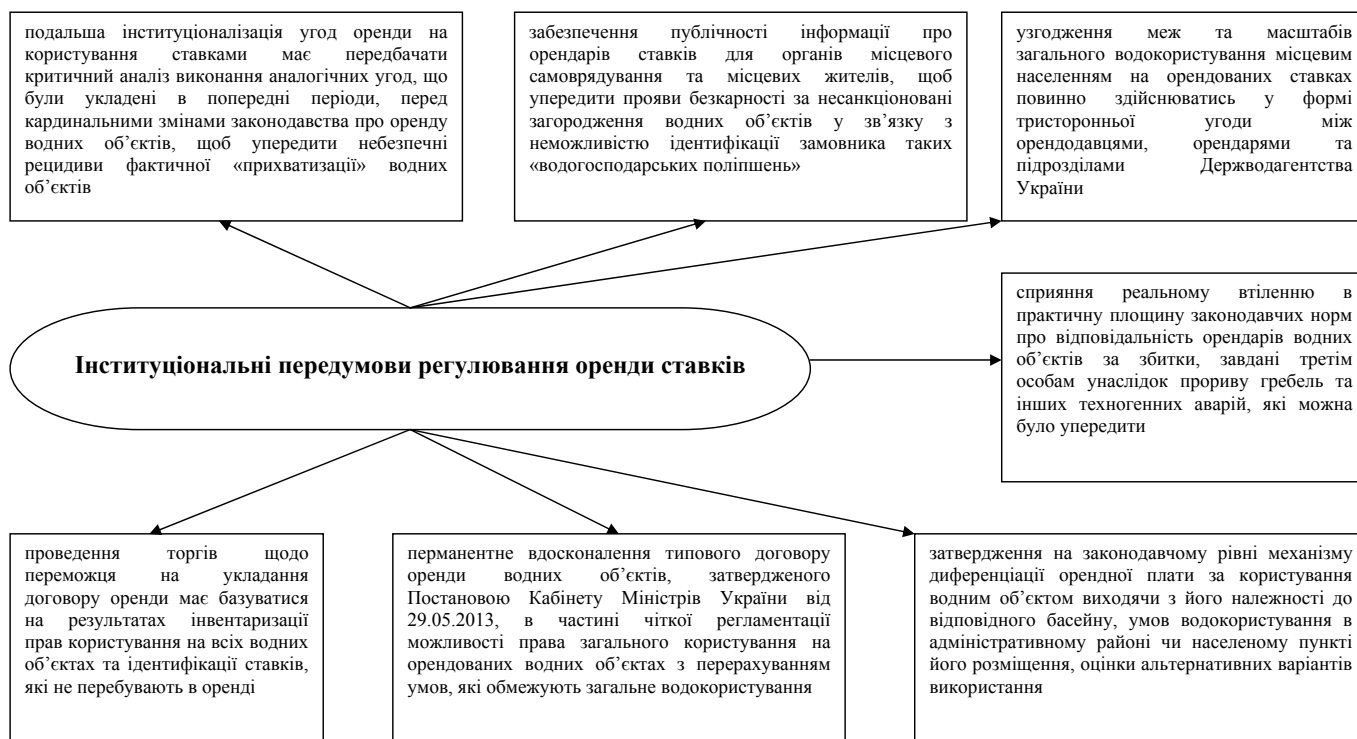 подальша інституціоналізація угод оренди на
користування ставками має передбачати
критичний аналіз виконання аналогічних угод, що
були укладені в попередні періоди, перед
кардинальними змінами законодавства про оренду
водних об’єктів, щоб упередити небезпечні
рецидиви фактичної «прихватизації» водних
об’єктів
забезпечення публічності інформації про
орендарів ставків для органів місцевого
самоврядування та місцевих жителів, щоб
упередити прояви безкарності за несанкціоновані
загородження водних об’єктів у зв’язку з
неможливістю ідентифікації замовника таких
«водогосподарських поліпшень»
узгодження меж та масштабів
загального водокористування місцевим
населенням на орендованих ставках
повинно здійснюватись у формі
тристоронньої угоди між
орендодавцями, орендарями та
підрозділами Держводагентства
України
Інституціональні передумови регулювання оренди ставків
сприяння реальному втіленню в
практичну площину законодавчих норм
про відповідальність орендарів водних
об’єктів за збитки, завдані третім
особам унаслідок прориву гребель та
інших техногенних аварій, які можна
було упередити
проведення торгів щодо
переможця на укладання
договору оренди має базуватися
на результатах інвентаризації
прав користування на всіх водних
об’єктах та ідентифікації ставків,
які не перебувають в оренді
перманентне вдосконалення типового договору
оренди водних об’єктів, затвердженого
Постановою Кабінету Міністрів України від
29.05.2013, в частині чіткої регламентації
можливості права загального користування на
орендованих водних об’єктах з перерахуванням
умов, які обмежують загальне водокористування
затвердження на законодавчому рівні механізму
диференціації орендної плати за користування
водним об’єктом виходячи з його належності до
відповідного басейну, умов водокористування в
адміністративному районі чи населеному пункті
його розміщення, оцінки альтернативних варіантів
використання